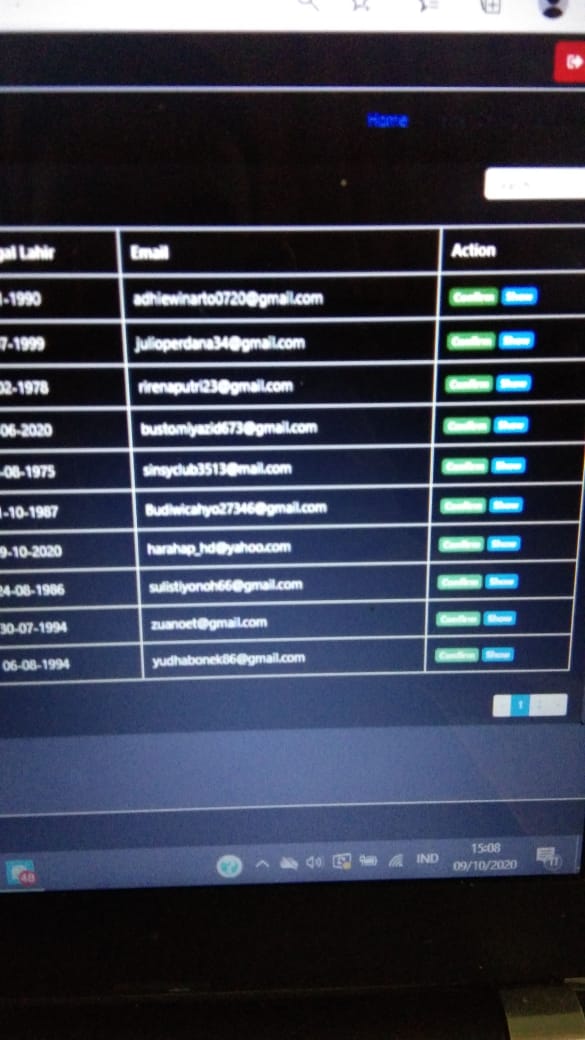 Home
gal Lahir Email Action
-1990 adhiewinarto0720@gmail.com Confirm Show
7-1999 julioperdana34@gmail.com Confirm Show
02-1978 rirenaputri23@gmail.com Confirm Show
06-2020 bustomiyazid673@gmail.com Confirm Show
-08-1975 sinsyclub3513@mail.com Confirm Show
-10-1987 Budiwicahyo27346@gmail.com Confirm Show
9-10-2020 harahap_hd@yahoo.com Confirm Show
24-08-1986 sulistiyonoh66@gmail.com Confirm Show
30-07-1994 zuanoet@gmail.com Confirm Show
06-08-1994 yudhabonek86@gmail.com Confirm Show
1
48 IND 15:08
09/10/2020 11